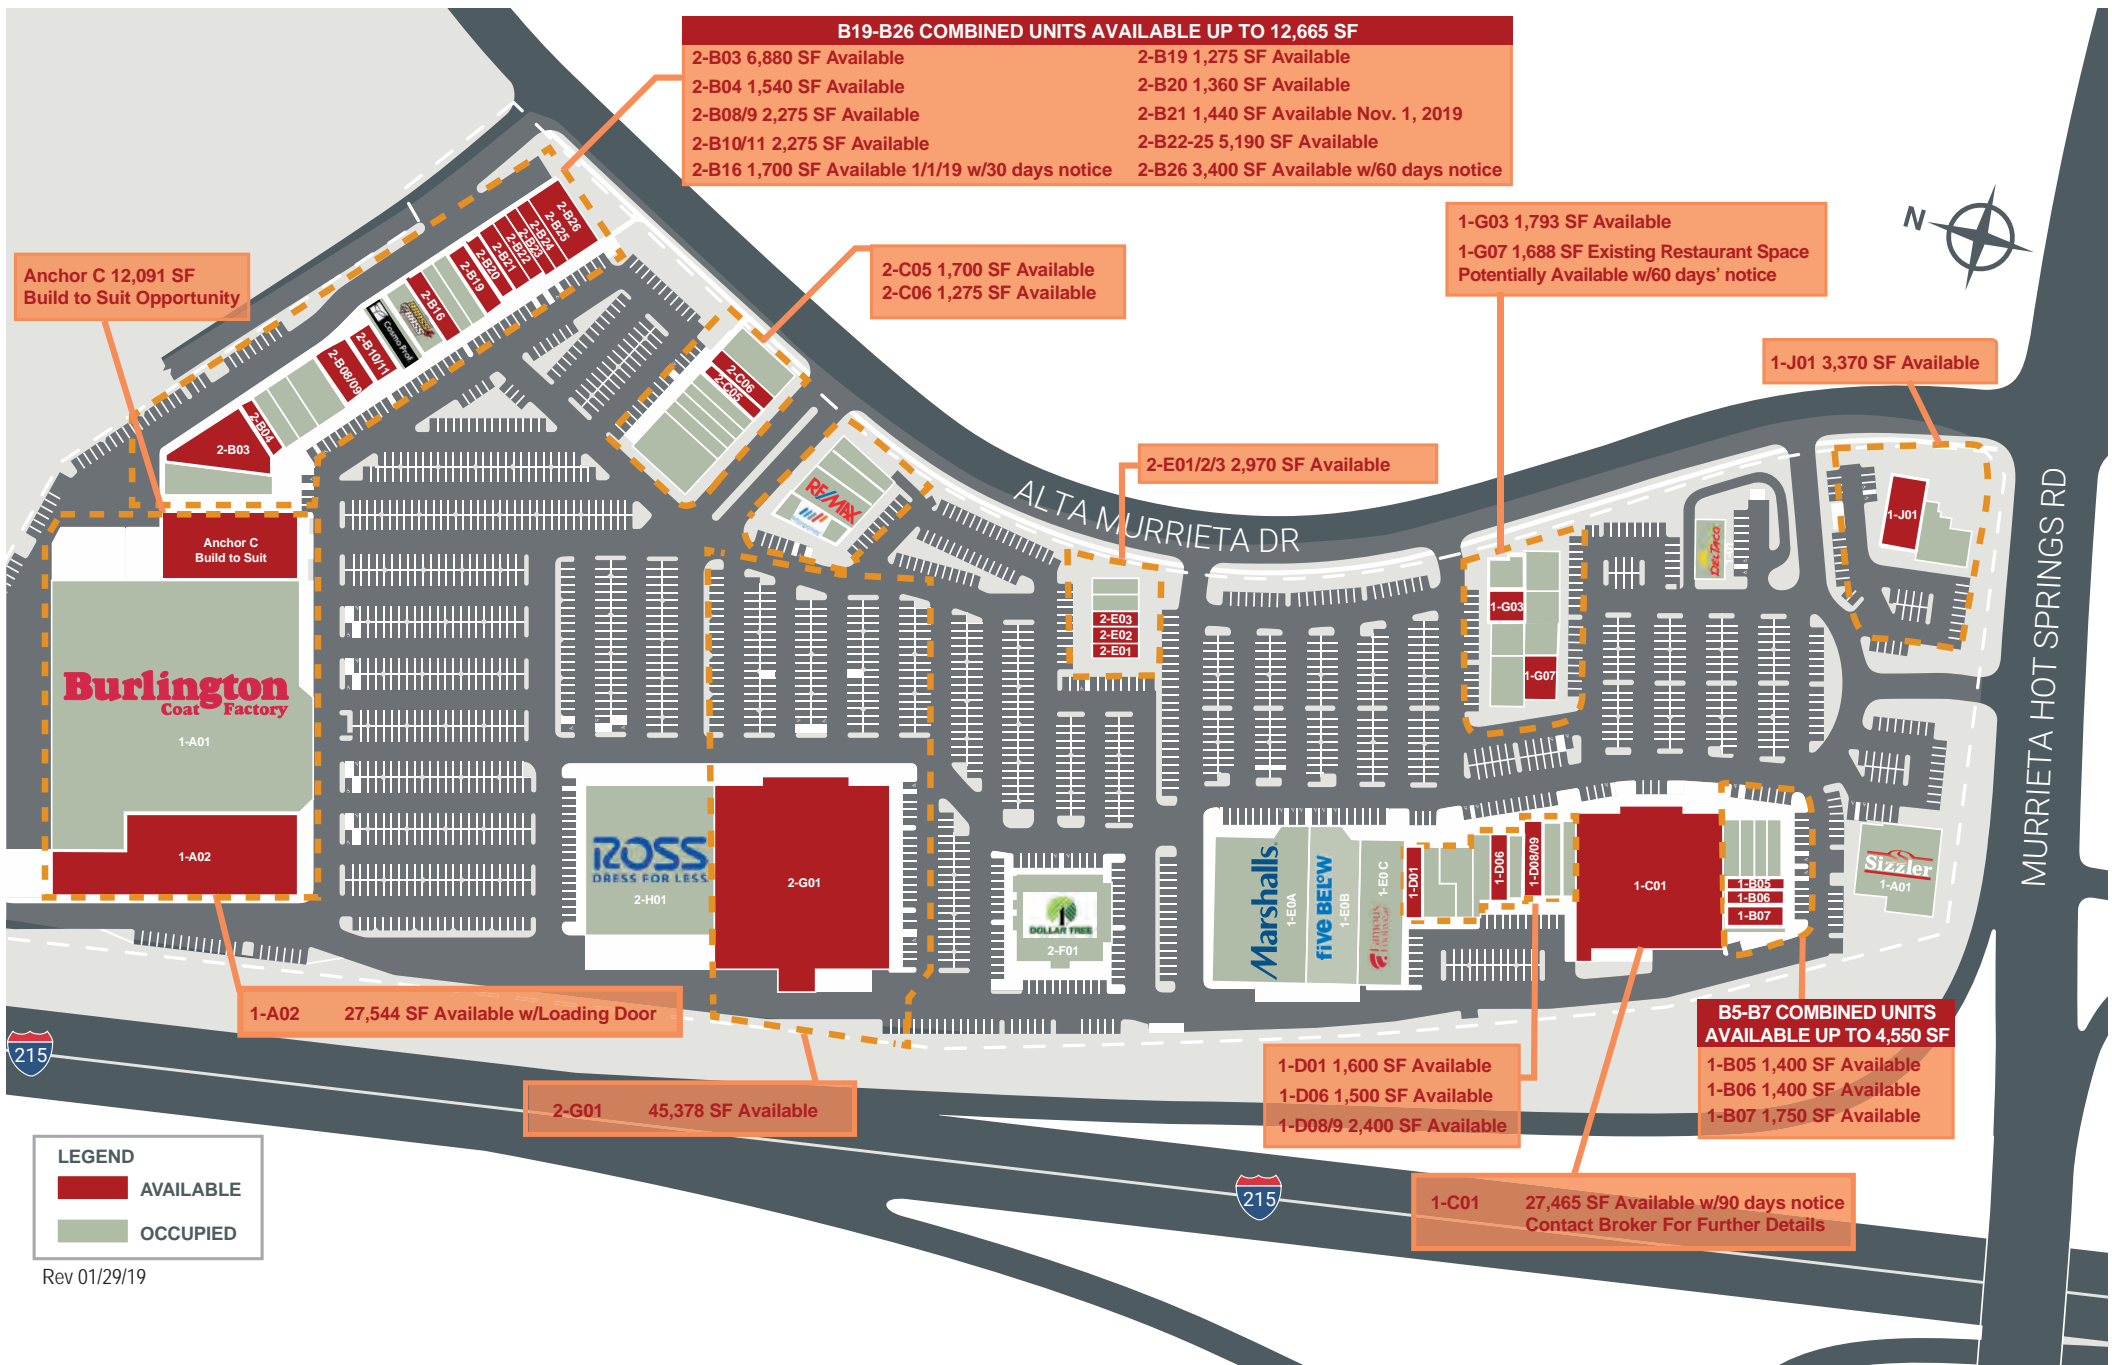 B19-B26 COMBINED UNITS AVAILABLE UP TO 12,665 SF
2-B03 6,880 SF Available
2-B04 1,540 SF Available
2-B08/9 2,275 SF Available
2-B10/11 2,275 SF Available
2-B16 1,700 SF Available 1/1/19 w/30 days notice
2-B19 1,275 SF Available
2-B20 1,360 SF Available
2-B21 1,440 SF Available Nov. 1, 2019
2-B22-25 5,190 SF Available
2-B26 3,400 SF Available w/60 days notice
1-G03 1,793 SF Available
1-G07 1,688 SF Existing Restaurant Space
Potentially Available w/60 days' notice
N
Anchor C 12,091 SF
Build to Suit Opportunity
2-C05 1,700 SF Available
2-C06 1,275 SF Available
1-J01 3,370 SF Available
2-E01/2/3 2,970 SF Available
2-B26
2-B25
2-B24
2-B23
2-B22
2-B21
2-B20
2-B19
2-B16
Cosmo Prof
2-B10/11
2-B08/09
2-B04
2-B03
2-C06
2-C05
RE/MAX
ALTA MURRIETA DR
MURRIETA HOT SPRINGS RD
Anchor C
Build to Suit
Burlington
Coat Factory
1-A01
1-A02
2-E03
2-E02
2-E01
1-G03
1-G07
DelTaco
1-J01
ROSS
DRESS FOR LESS
2-H01
2-G01
DOLLAR TREE
2-F01
Marshalls.
1-E0A
five BELOW
1-E0B
1-E0 C
Famous Footwear
1-D01
1-D06
1-D08/09
1-C01
1-B05
1-B06
1-B07
Sizzler
1-A01
1-A02 27,544 SF Available w/Loading Door
2-G01 45,378 SF Available
1-D01 1,600 SF Available
1-D06 1,500 SF Available
1-D08/9 2,400 SF Available
B5-B7 COMBINED UNITS
AVAILABLE UP TO 4,550 SF
1-B05 1,400 SF Available
1-B06 1,400 SF Available
1-B07 1,750 SF Available
1-C01 27,465 SF Available w/90 days notice
Contact Broker For Further Details
215
215
LEGEND
AVAILABLE
OCCUPIED
Rev 01/29/19